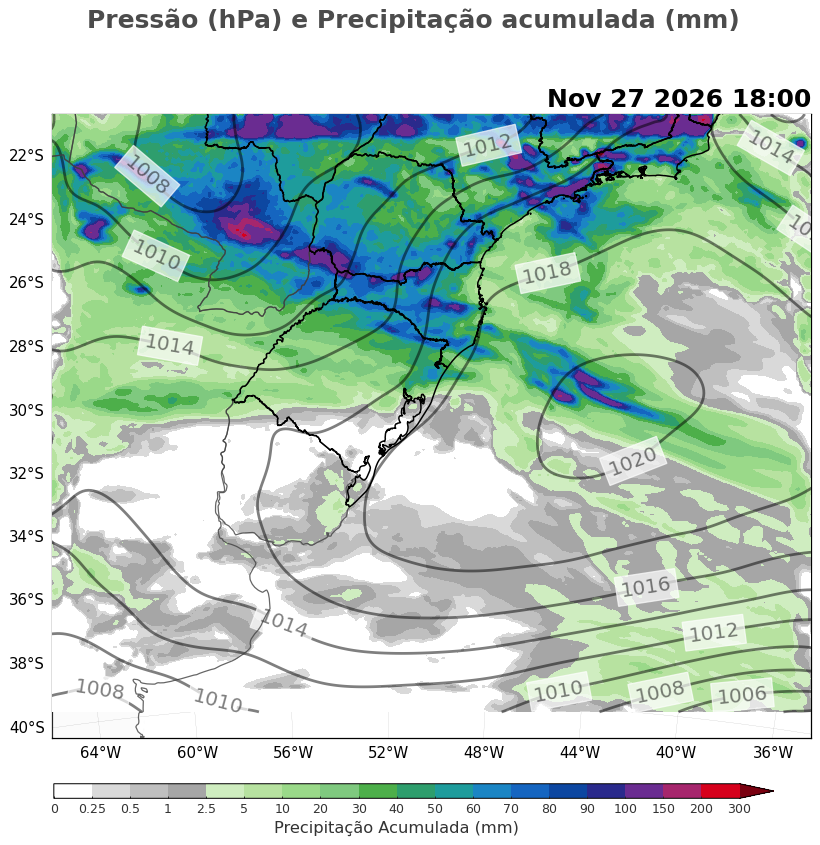 Pressão (hPa) e Precipitação acumulada (mm)
Nov 27 2026 18:00
1012
1014
22°S
1008
24°S
10
1010
1018
26°S
28°S
1014
30°S
1020
32°S
34°S
36°S
1016
1014
1012
38°S
1008
1010
1010
1008
1006
40°S
64°W 60°W 56°W 52°W 48°W 44°W 40°W 36°W
0 0.25 0.5 1 2.5 5 10 20 30 40 50 60 70 80 90 100 150 200 300
Precipitação Acumulada (mm)